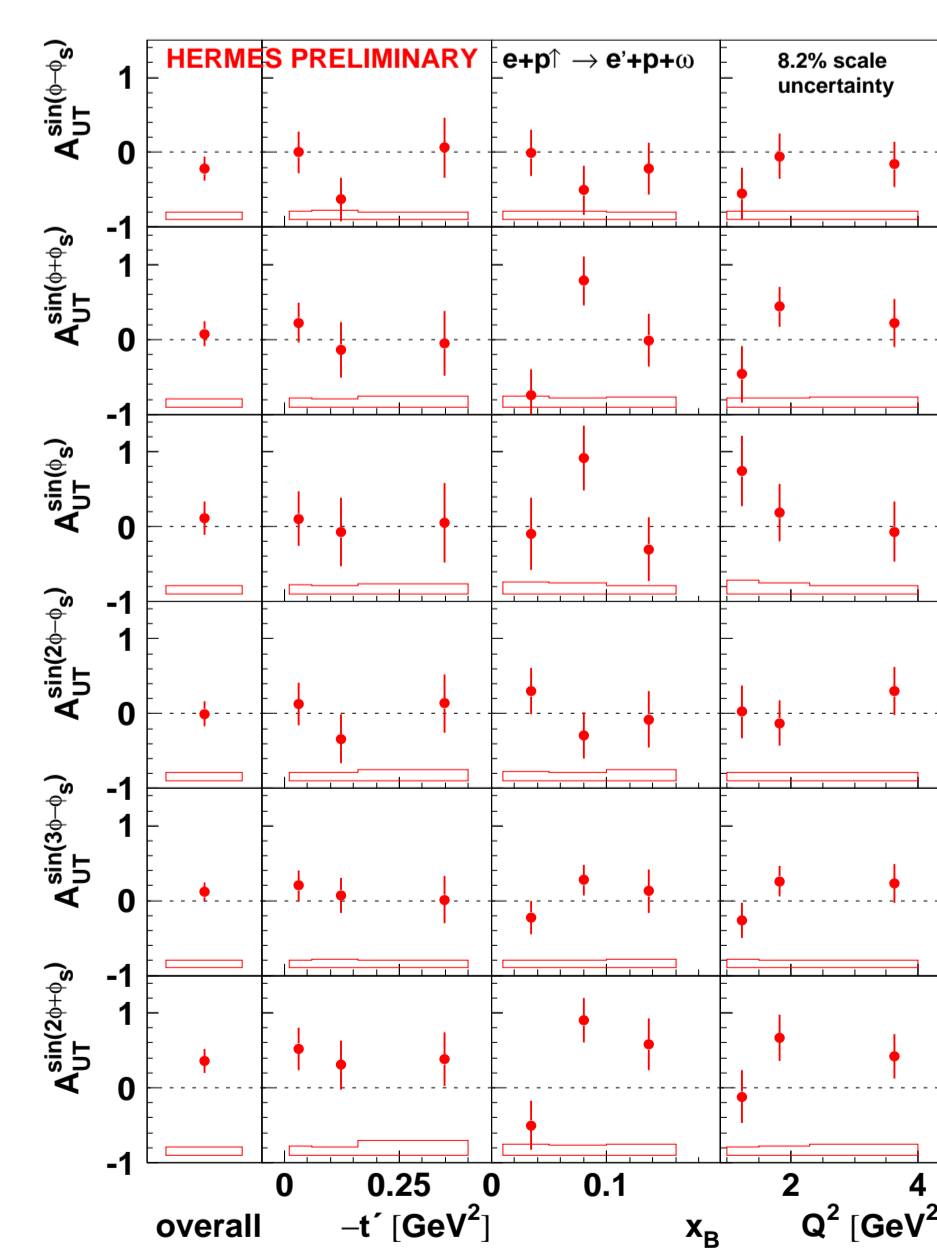 HERMES PRELIMINARY e+p↑ → e’+p+ω 8.2% scale
uncertainty
A_UT^sin(ϕ−ϕ_S)
1
0
-1
A_UT^sin(ϕ+ϕ_S)
1
0
-1
A_UT^sin(ϕ_S)
1
0
-1
A_UT^sin(2ϕ−ϕ_S)
1
0
-1
A_UT^sin(3ϕ−ϕ_S)
1
0
-1
A_UT^sin(2ϕ+ϕ_S)
1
0
-1
0 0.25 0 0.1 2 4
overall −t´ [GeV²] x_B Q² [GeV²